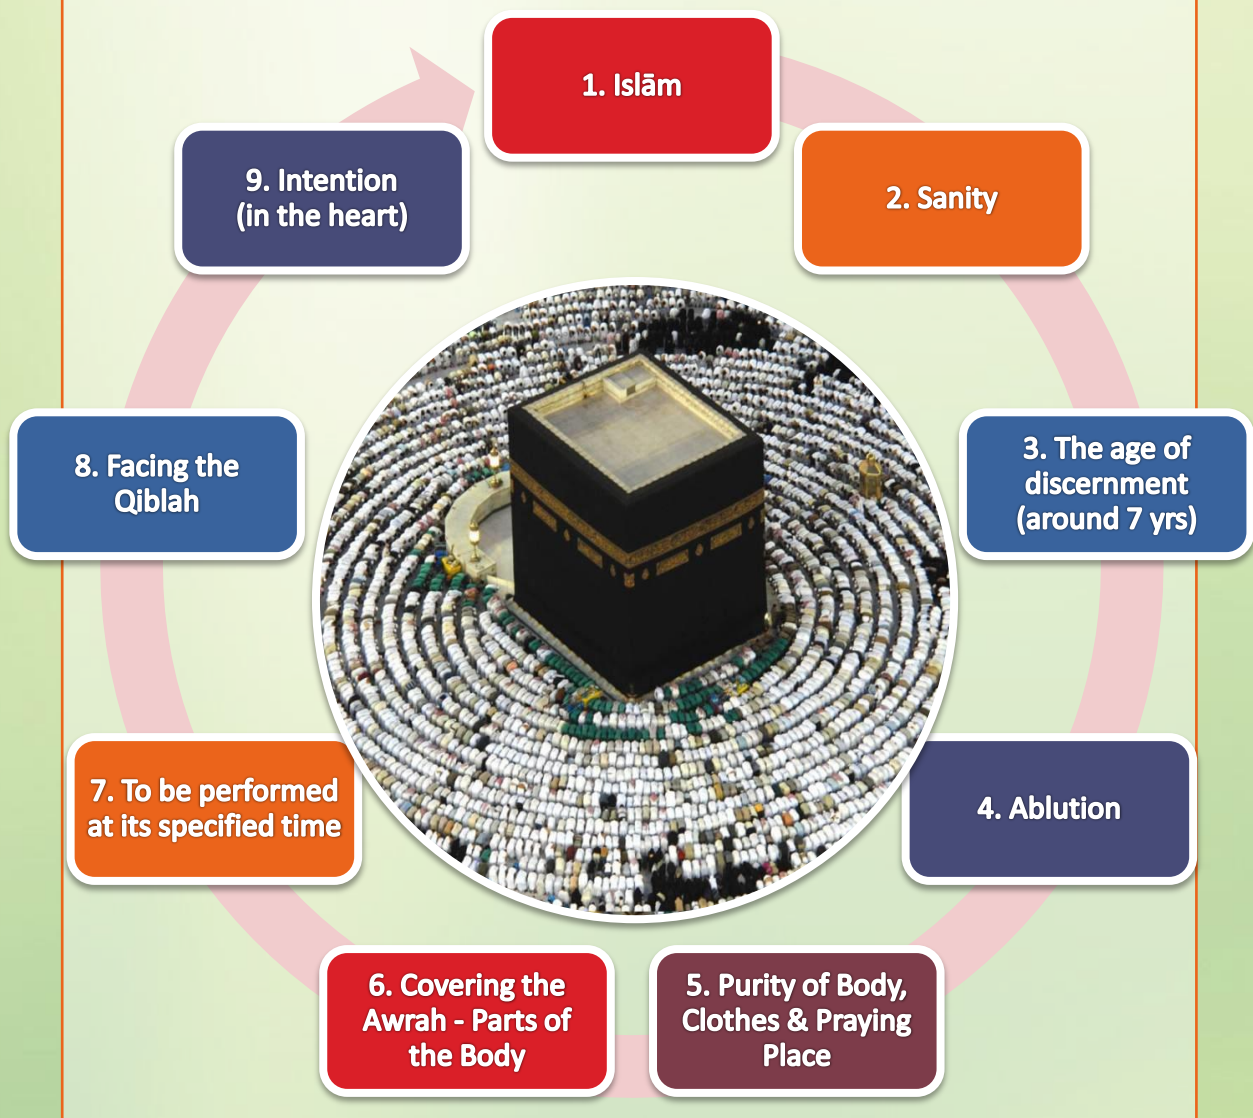 1. Islām
2. Sanity
3. The age of
discernment
(around 7 yrs)
4. Ablution
5. Purity of Body,
Clothes & Praying
Place
6. Covering the
Awrah - Parts of
the Body
7. To be performed
at its specified time
8. Facing the
Qiblah
9. Intention
(in the heart)